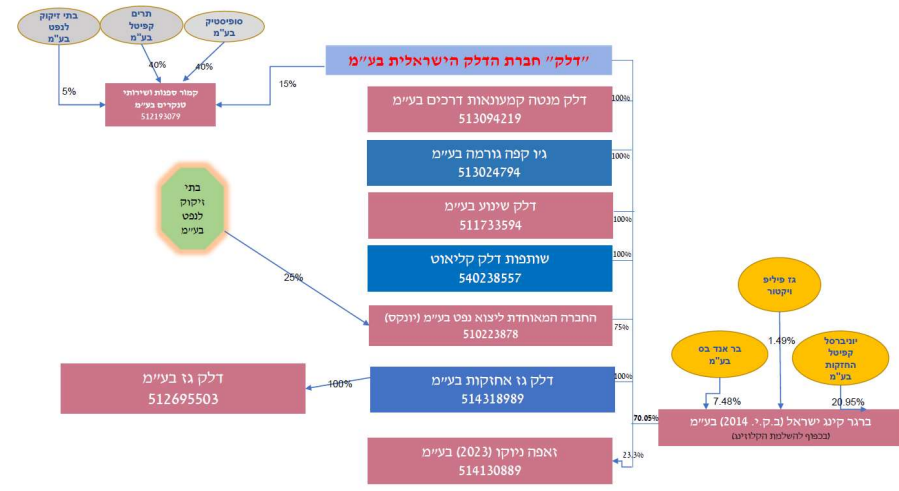 בתי זיקוק
לנפט
בע"מ
תרים
קפיטל
בע"מ
סופיסטיק
בע"מ
"דלק" חברת הדלק הישראלית בע"מ
40%
40%
5%
15%
קמור ספנות ושירותי
טנקרים בע"מ
512193079
דלק מנטה קמעונאות דרכים בע"מ
513094219
100%
ג'ו קפה גורמה בע"מ
513024794
100%
בתי
זיקוק
לנפט
בע"מ
דלק שינוע בע"מ
511733594
100%
שותפות דלק קליאוט
540238557
100%
25%
החברה המאוחדת ליצוא נפט בע"מ (יונקס)
510223878
75%
גז פיליפ
ויקטור
1.49%
בר אנד בס
בע"מ
7.48%
יוניברסל
קפיטל
החזקות
בע"מ
20.95%
דלק גז אחזקות בע"מ
514318989
100%
100%
דלק גז בע"מ
512695503
70.05%
ברגר קינג ישראל (ב.ק.י. 2014) בע"מ
(בכפוף להשלמת הקלוזינג)
זאפה ניוקו (2023) בע"מ
514130889
23.3%